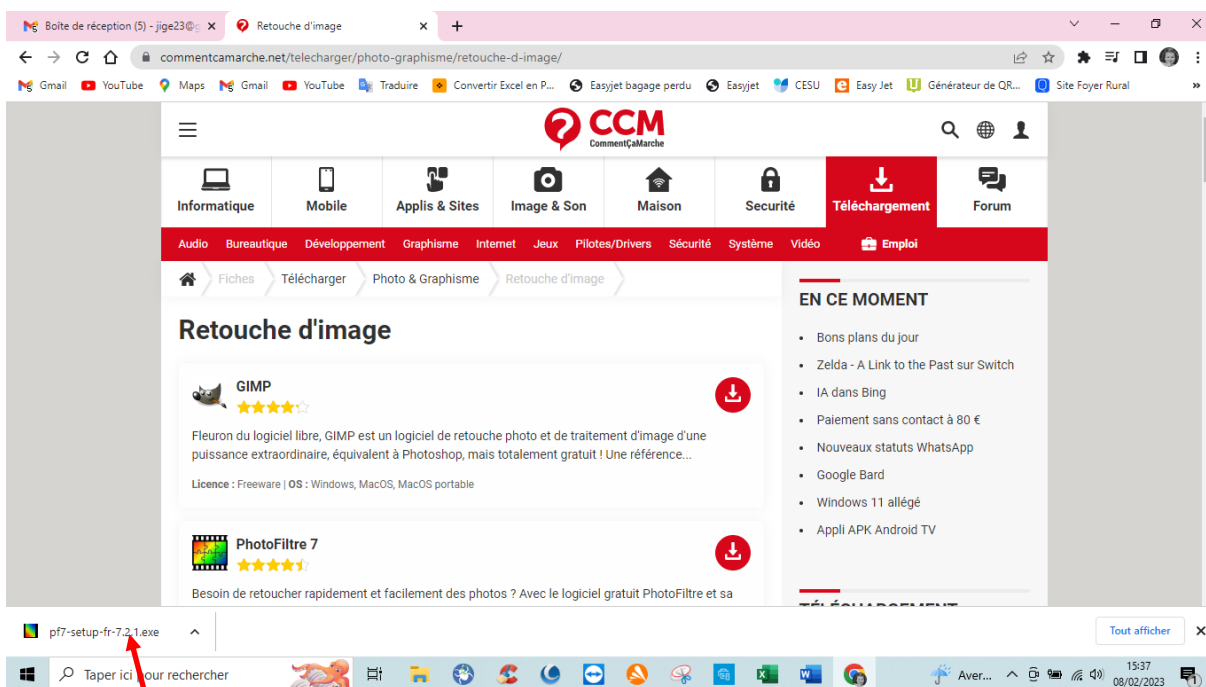 Boîte de réception (5) - jige23@g
Retouche d'image
commentcamarche.net/telecharger/photo-graphisme/retouche-d-image/
Gmail YouTube Maps Gmail YouTube Traduire Convertir Excel en P... Easyjet bagage perdu Easyjet CESU Easy Jet Générateur de QR... Site Foyer Rural »
CCM
CommentÇaMarche
Informatique Mobile Applis & Sites Image & Son Maison Securité Téléchargement Forum
Audio Bureautique Développement Graphisme Internet Jeux Pilotes/Drivers Sécurité Système Vidéo Emploi
Fiches Télécharger Photo & Graphisme Retouche d'image
Retouche d'image
GIMP
Fleuron du logiciel libre, GIMP est un logiciel de retouche photo et de traitement d'image d'une
puissance extraordinaire, équivalent à Photoshop, mais totalement gratuit ! Une référence...
Licence : Freeware | OS : Windows, MacOS, MacOS portable
PhotoFiltre 7
Besoin de retoucher rapidement et facilement des photos ? Avec le logiciel gratuit PhotoFiltre et sa
EN CE MOMENT
• Bons plans du jour
• Zelda - A Link to the Past sur Switch
• IA dans Bing
• Paiement sans contact à 80 €
• Nouveaux statuts WhatsApp
• Google Bard
• Windows 11 allégé
• Appli APK Android TV
TÉLÉCHARGEMENT
pf7-setup-fr-7.2.1.exe
Tout afficher
Taper ici pour rechercher
Aver...
15:37
08/02/2023
1